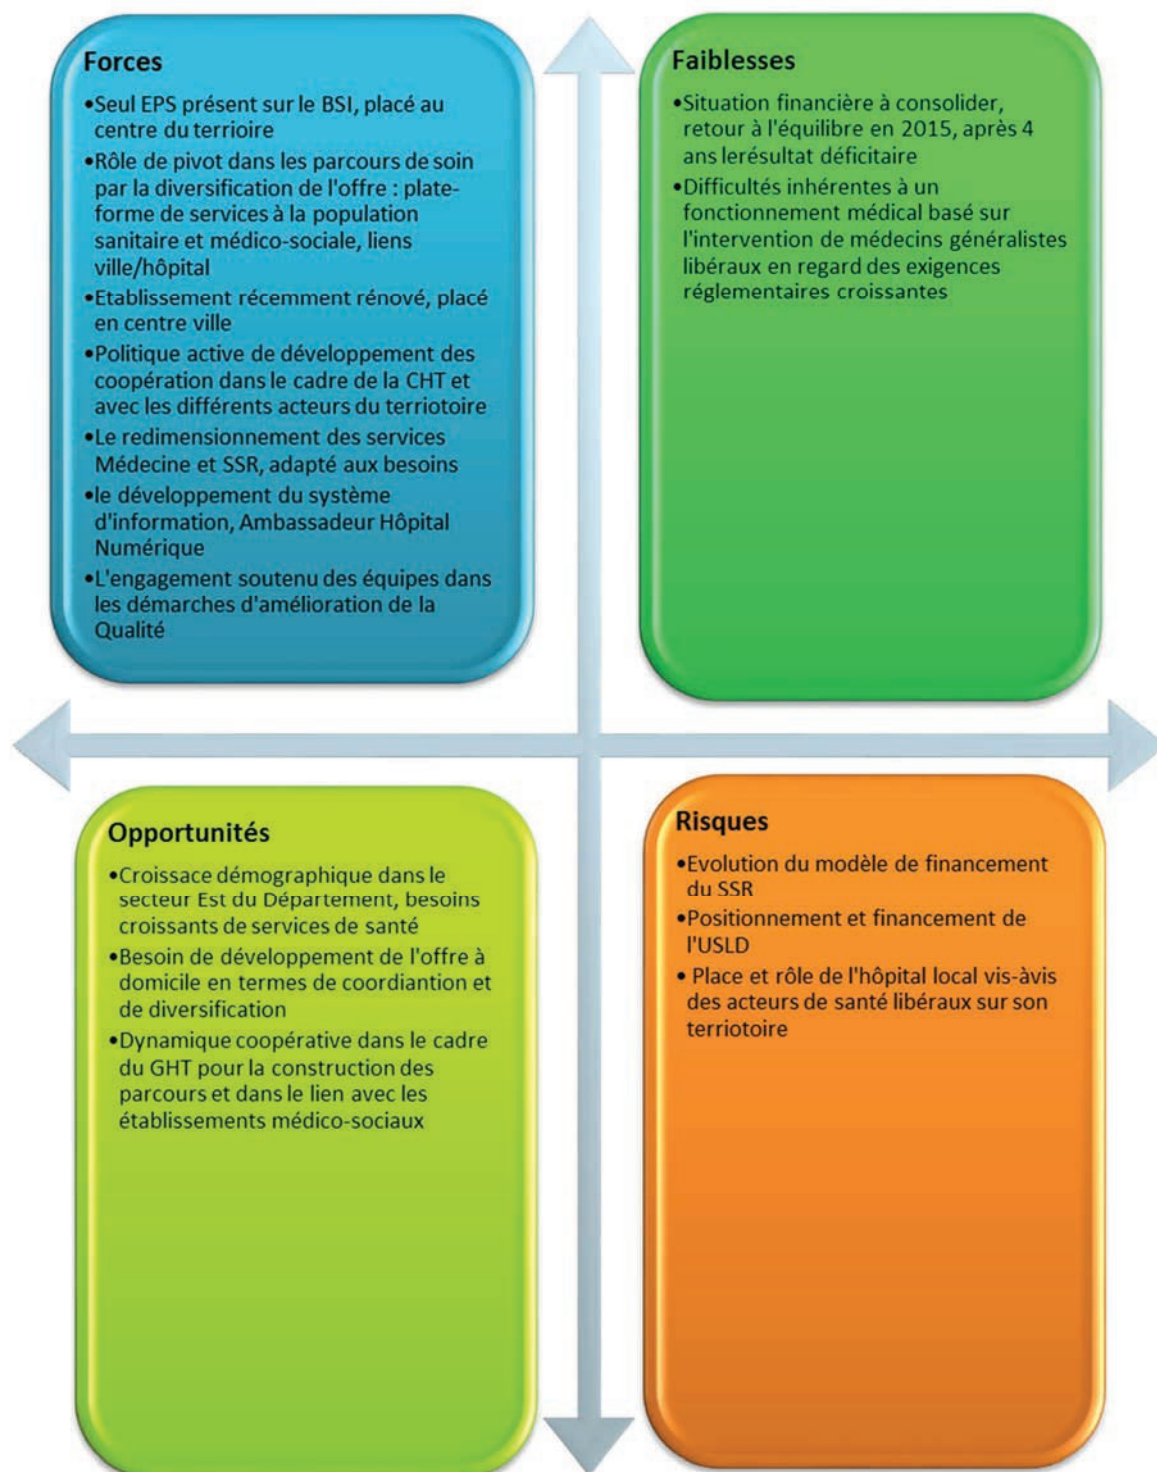 Forces
•Seul EPS présent sur le BSI, placé au
centre du terrioire
•Rôle de pivot dans les parcours de soin
par la diversification de l'offre : plate-
forme de services à la population
sanitaire et médico-sociale, liens
ville/hôpital
•Etablissement récemment rénové, placé
en centre ville
•Politique active de développement des
coopération dans le cadre de la CHT et
avec les différents acteurs du terriotoire
•Le redimensionnement des services
Médecine et SSR, adapté aux besoins
•le développement du système
d'information, Ambassadeur Hôpital
Numérique
•L'engagement soutenu des équipes dans
les démarches d'amélioration de la
Qualité
Faiblesses
•Situation financière à consolider,
retour à l'équilibre en 2015, après 4
ans lerésultat déficitaire
•Difficultés inhérentes à un
fonctionnement médical basé sur
l'intervention de médecins généralistes
libéraux en regard des exigences
réglementaires croissantes
Opportunités
•Croissace démographique dans le
secteur Est du Département, besoins
croissants de services de santé
•Besoin de développement de l'offre à
domicile en termes de coordiantion et
de diversification
•Dynamique coopérative dans le cadre
du GHT pour la construction des
parcours et dans le lien avec les
établissements médico-sociaux
Risques
•Evolution du modèle de financement
du SSR
•Positionnement et financement de
l'USLD
• Place et rôle de l'hôpital local vis-àvis
des acteurs de santé libéraux sur son
terriotoire